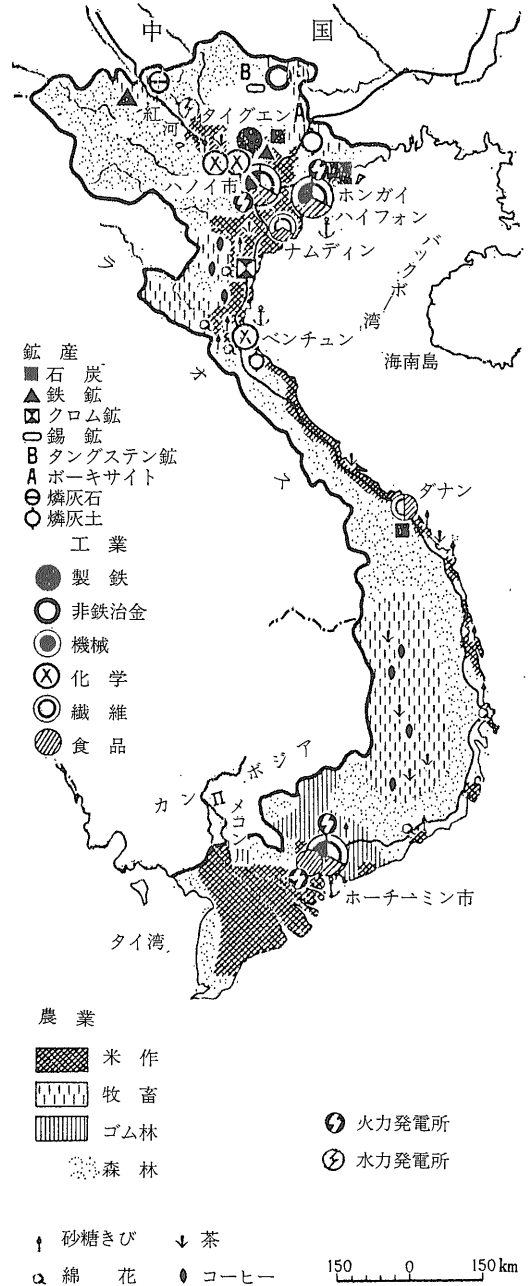 中国
B
A
タイグエン
紅河
ハノイ市
ホンガイ
ハイフォン
ナムディン
バックボ湾
ラオス
ベンチュン
海南島
鉱産
石炭
鉄鉱
クロム鉱
錫鉱
B タングステン鉱
A ボーキサイト
燐灰石
燐灰土
工業
製鉄
非鉄治金
機械
化学
繊維
食品
ダナン
カンボジア
メコン
ホーチーミン市
タイ湾
農業
米作
牧畜
ゴム林
森林
火力発電所
水力発電所
砂糖きび
茶
綿花
コーヒー
150 0 150km